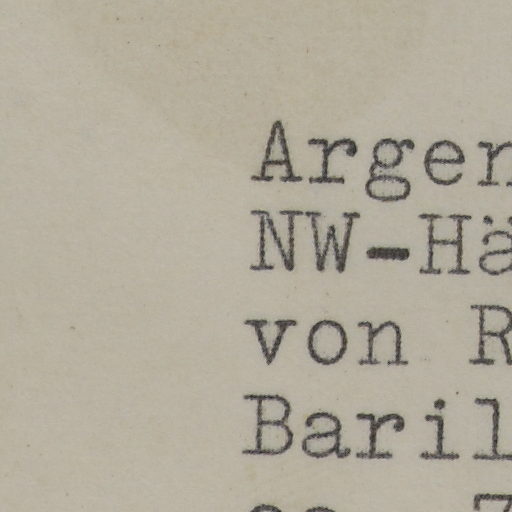 Argen
NW-Hä
von R
Baril